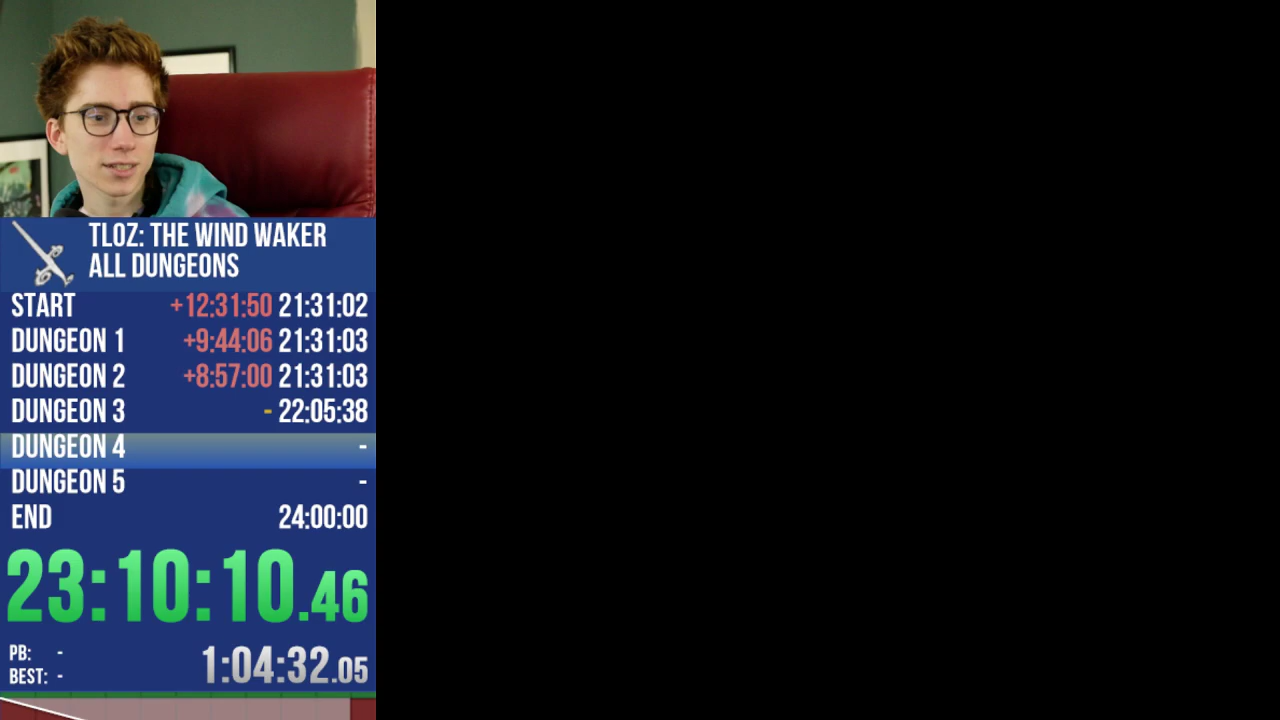 TLOZ: THE WIND WAKER
ALL DUNGEONS
START +12:31:50 21:31:02
DUNGEON 1 +9:44:06 21:31:03
DUNGEON 2 +8:57:00 21:31:03
DUNGEON 3 - 22:05:38
DUNGEON 4 -
DUNGEON 5 -
END 24:00:00
23:10:10.46
PB: -
BEST: -
1:04:32.05